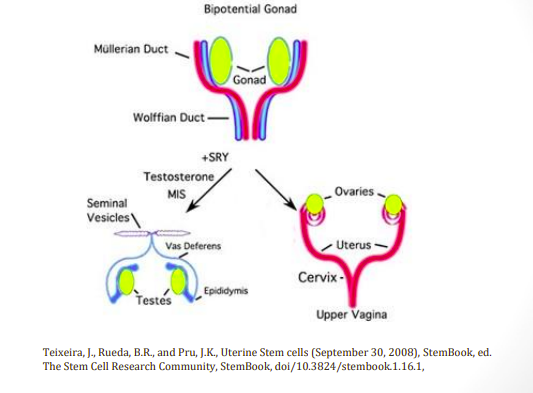 Bipotential Gonad
Müllerian Duct
Gonad
Wolffian Duct
+SRY
Testosterone
MIS
Seminal
Vesicles
Vas Deferens
Epididymis
Testes
Ovaries
Uterus
Cervix
Upper Vagina
Teixeira, J., Rueda, B.R., and Pru, J.K., Uterine Stem cells (September 30, 2008), StemBook, ed.
The Stem Cell Research Community, StemBook, doi/10.3824/stembook.1.16.1,